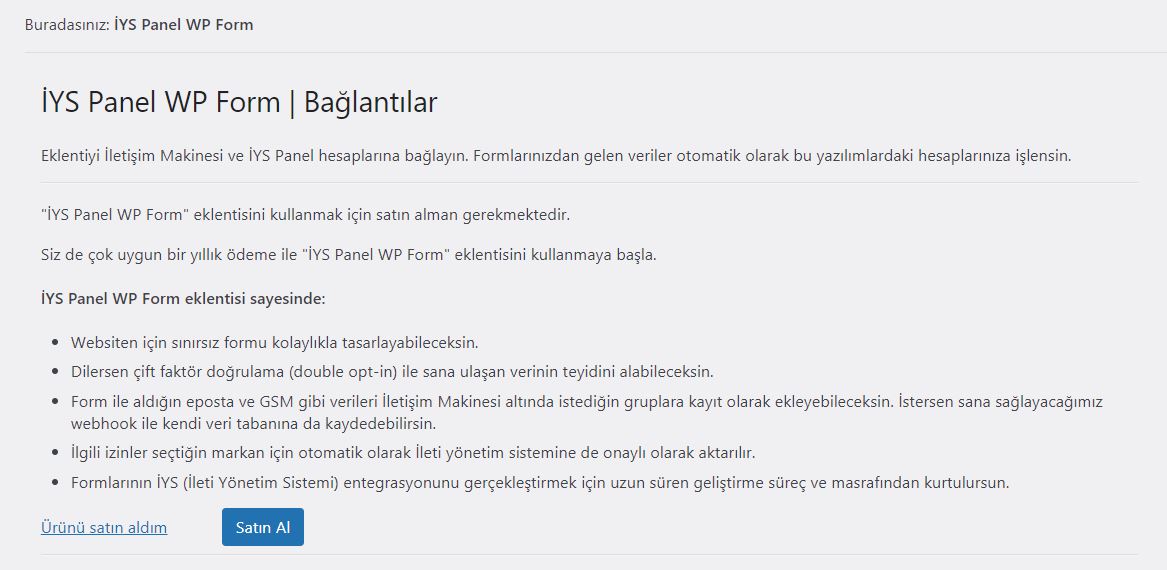 Buradasınız: İYS Panel WP Form
İYS Panel WP Form | Bağlantılar
Eklentiyi İletişim Makinesi ve İYS Panel hesaplarına bağlayın. Formlarınızdan gelen veriler otomatik olarak bu yazılımlardaki hesaplarınıza işlensin.
"İYS Panel WP Form" eklentisini kullanmak için satın alman gerekmektedir.
Siz de çok uygun bir yıllık ödeme ile "İYS Panel WP Form" eklentisini kullanmaya başla.
İYS Panel WP Form eklentisi sayesinde:
• Websiten için sınırsız formu kolaylıkla tasarlayabileceksin.
• Dilersen çift faktör doğrulama (double opt-in) ile sana ulaşan verinin teyidini alabileceksin.
• Form ile aldığın eposta ve GSM gibi verileri İletişim Makinesi altında istediğin gruplara kayıt olarak ekleyebileceksin. İstersen sana sağlayacağımız
webhook ile kendi veri tabanına da kaydedebilirsin.
• İlgili izinler seçtiğin markan için otomatik olarak İleti yönetim sistemine de onaylı olarak aktarılır.
• Formlarının İYS (İleti Yönetim Sistemi) entegrasyonunu gerçekleştirmek için uzun süren geliştirme süreç ve masrafından kurtulursun.
Ürünü satın aldım Satın Al